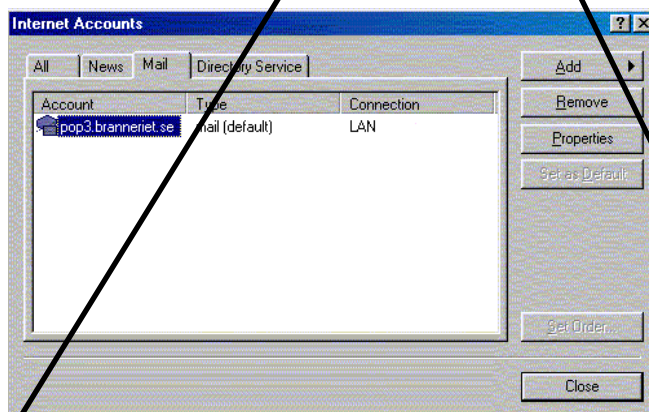 Internet Accounts
All News Mail Directory Service
Account Type Connection
pop3.branneriet.se mail (default) LAN
Add
Remove
Properties
Set as Default
Set Order...
Close